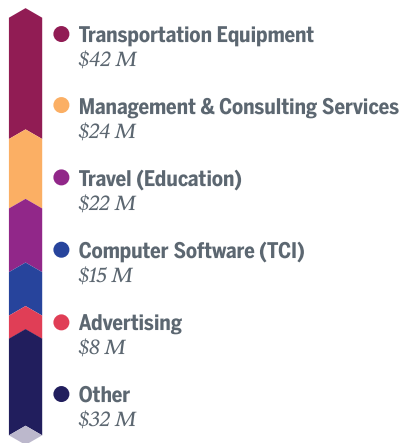 Transportation Equipment
$42 M
Management & Consulting Services
$24 M
Travel (Education)
$22 M
Computer Software (TCI)
$15 M
Advertising
$8 M
Other
$32 M